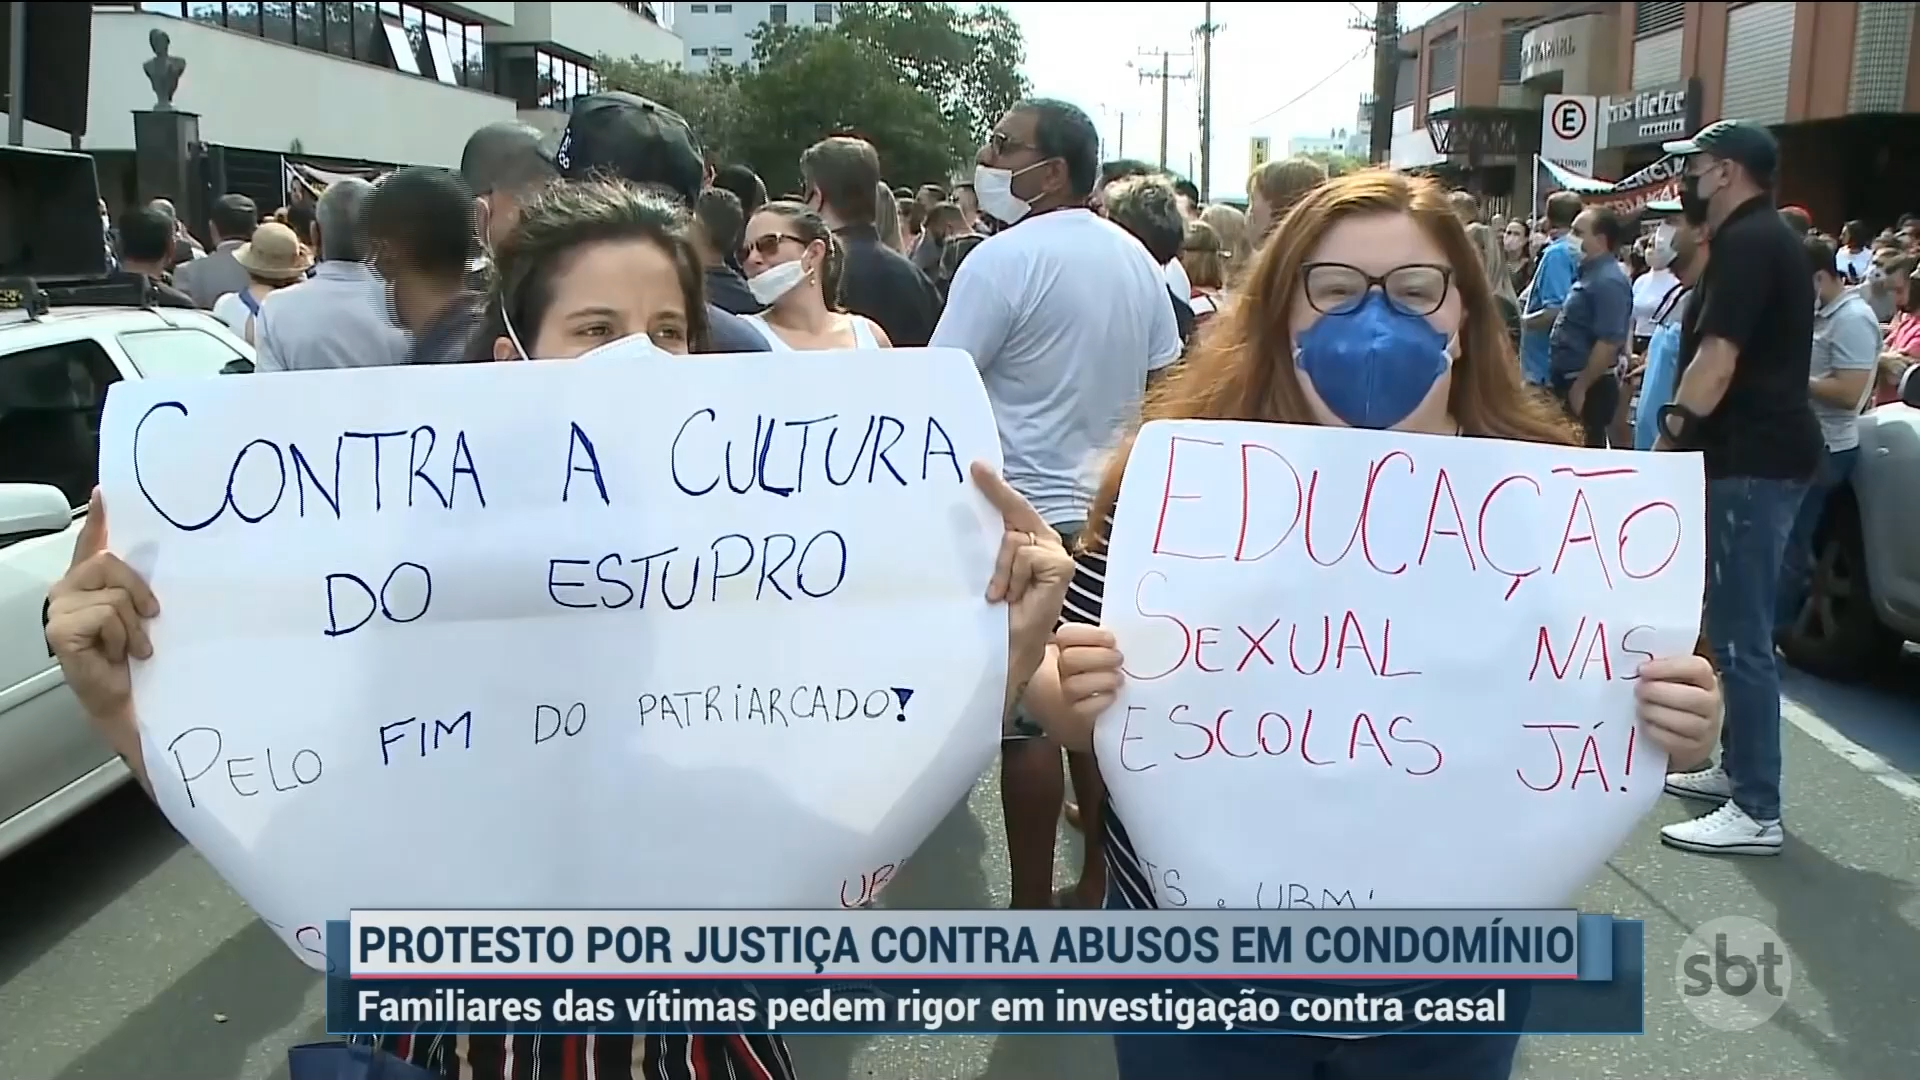 CONTRA A CULTURA
DO ESTUPRO
PELO FIM DO PATRIARCADO!
EDUCAÇÃO
SEXUAL NAS
ESCOLAS JÁ!
E
PROTESTO POR JUSTIÇA CONTRA ABUSOS EM CONDOMÍNIO
Familiares das vítimas pedem rigor em investigação contra casal
sbt